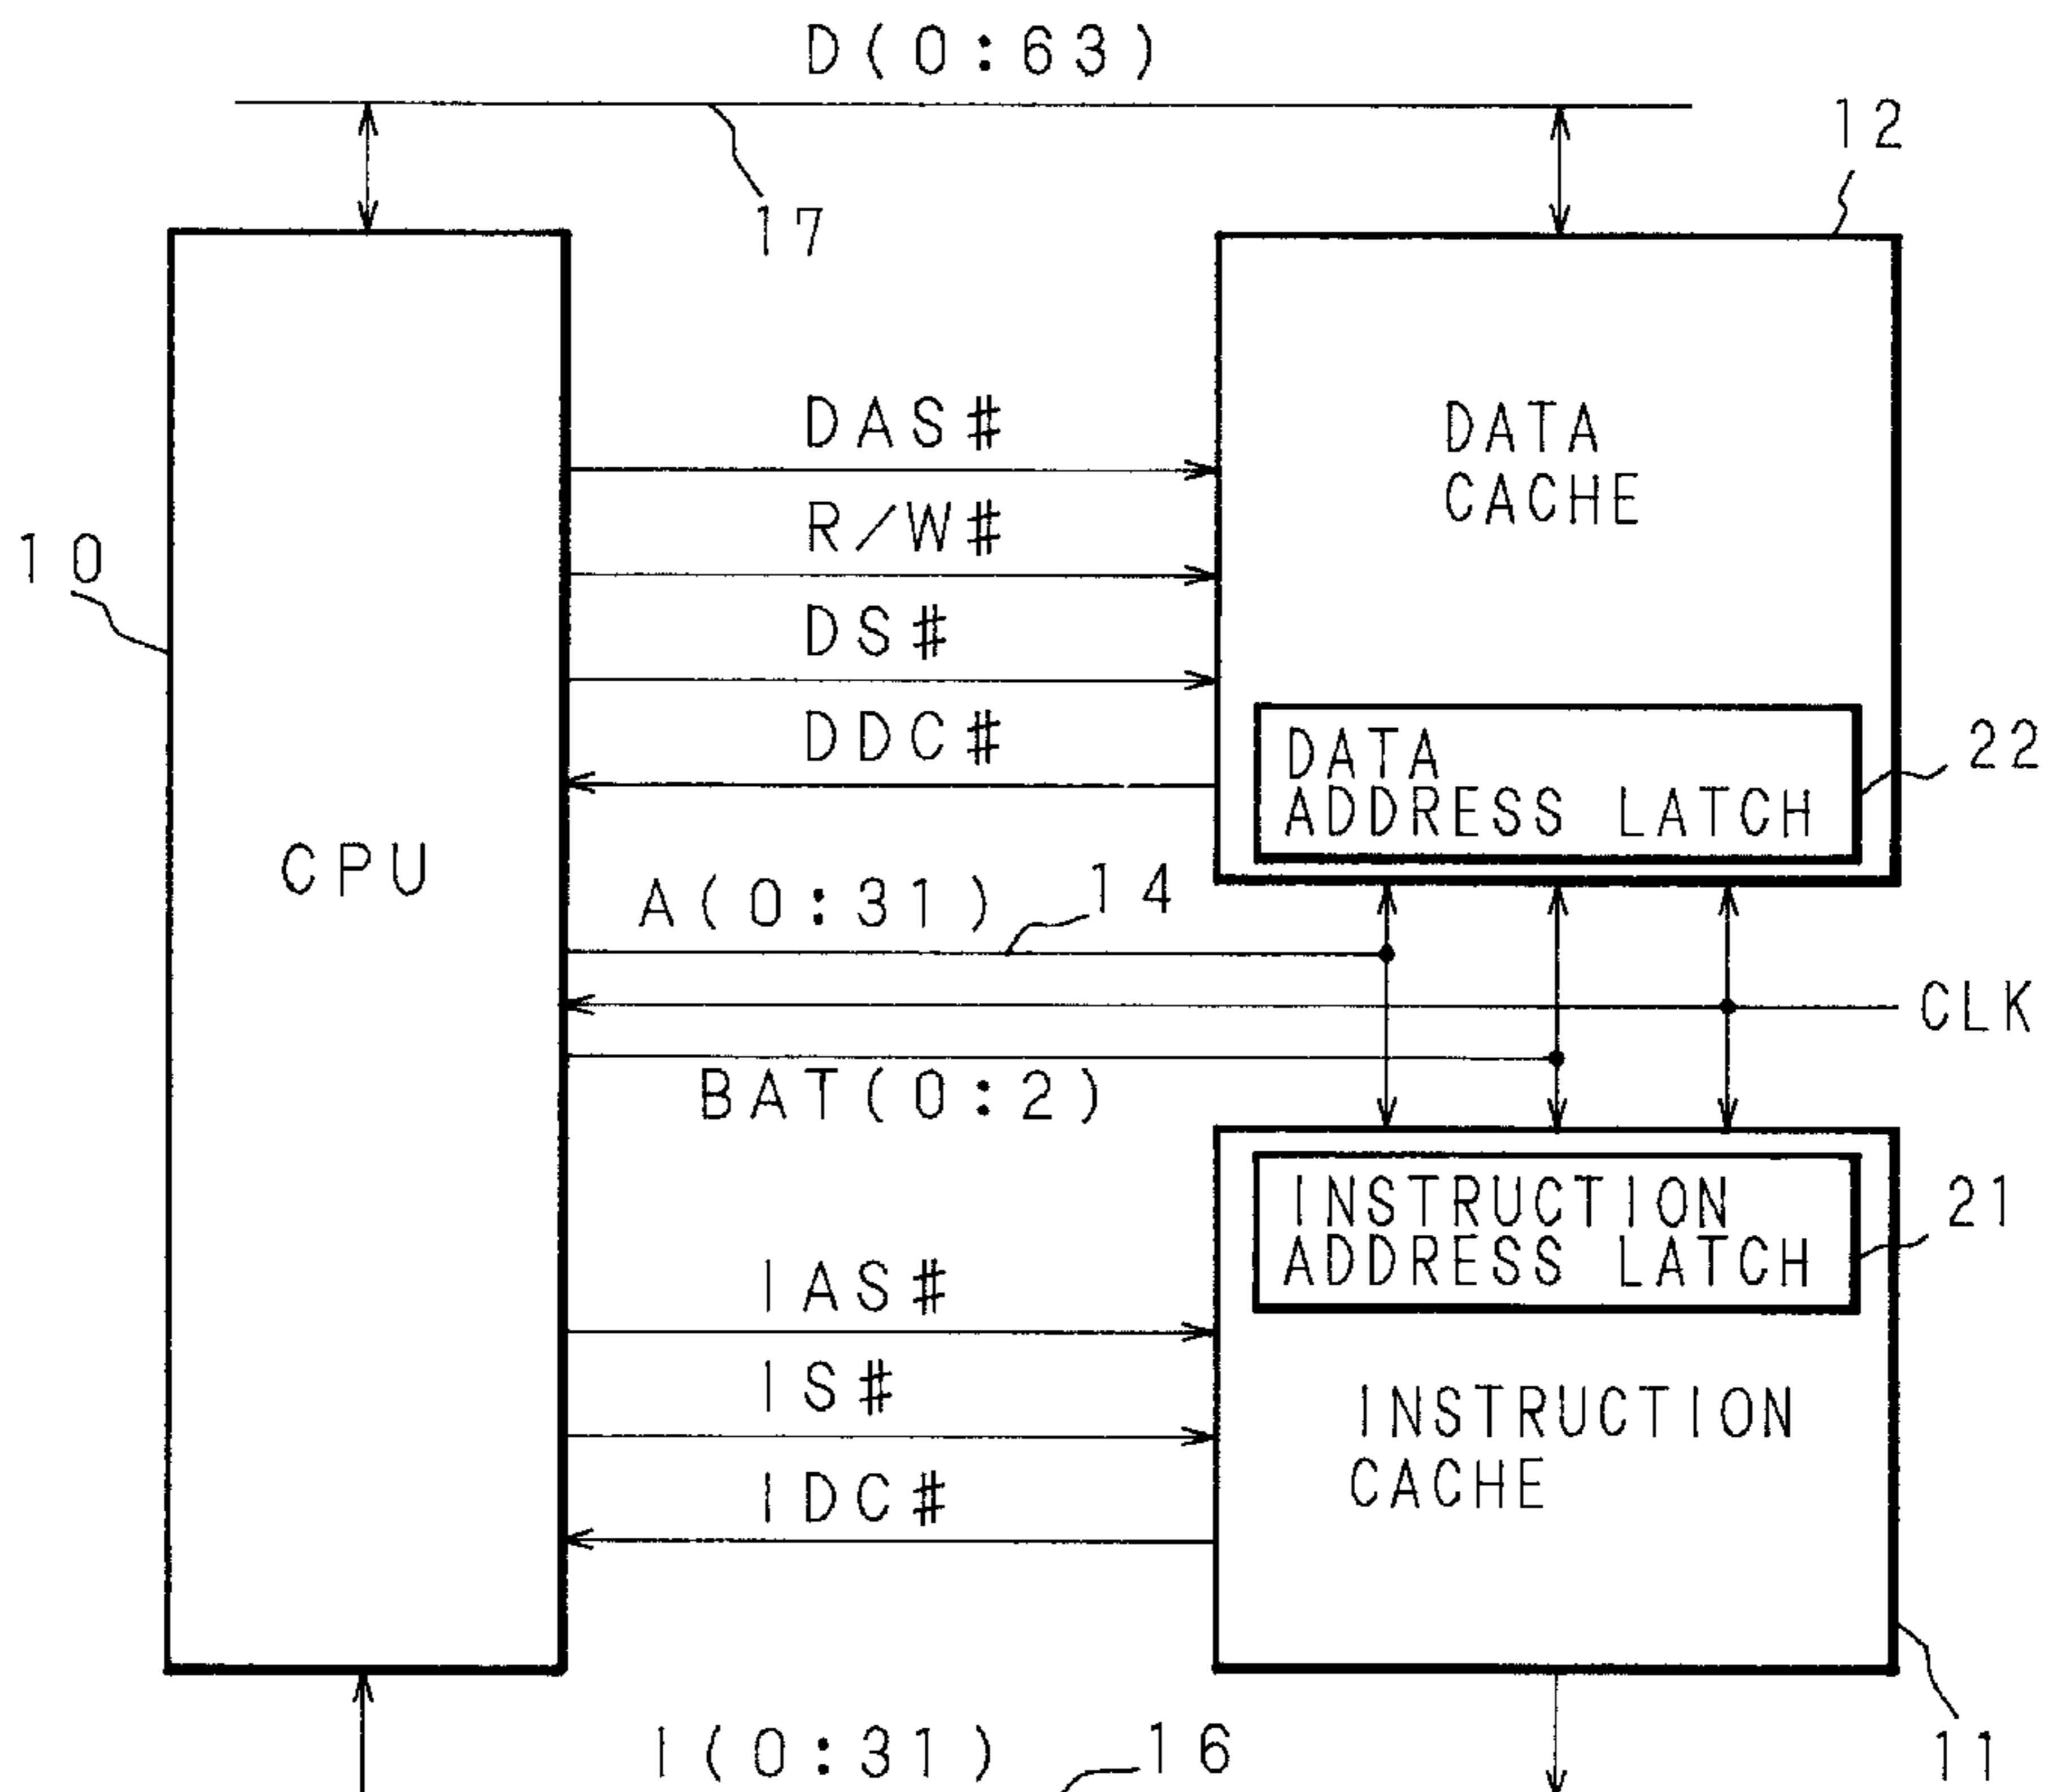 D(0:63)
12
17
DAS#
DATA
CACHE
R/W#
10
DS#
DDC#
DATA
ADDRESS LATCH
22
CPU
A(0:31)
14
CLK
BAT(0:2)
INSTRUCTION
ADDRESS LATCH
21
IAS#
IS#
INSTRUCTION
CACHE
IDC#
I(0:31)
16
11